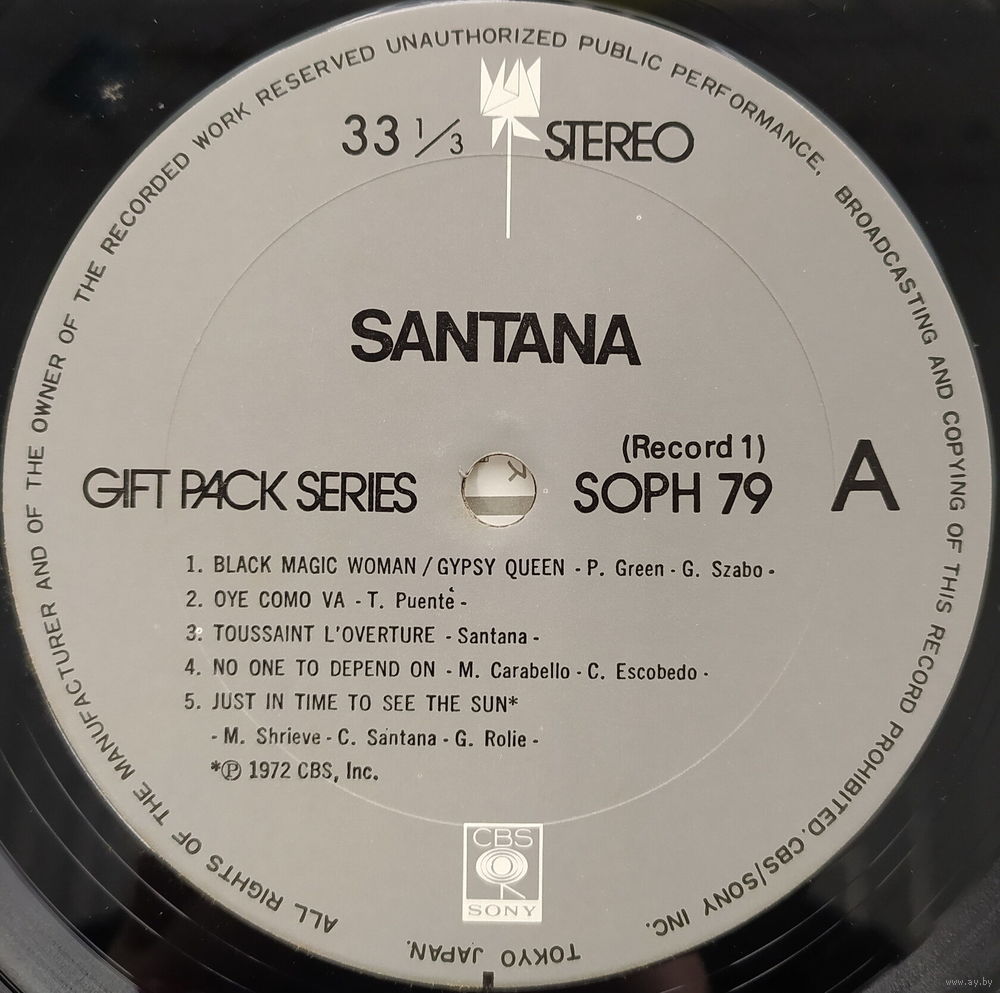 ALL RIGHTS OF THE MANUFACTURER AND OF THE OWNER OF THE RECORDED WORK RESERVED UNAUTHORIZED PUBLIC PERFORMANCE, BROADCASTING AND COPYING OF THIS RECORD PROHIBITED. CBS/SONY INC. TOKYO JAPAN.
33 1/3 STEREO
SANTANA
(Record 1)
GIFT PACK SERIES SOPH 79 A
1. BLACK MAGIC WOMAN / GYPSY QUEEN - P. Green - G. Szabo -
2. OYE COMO VA - T. Puente -
3. TOUSSAINT L'OVERTURE - Santana -
4. NO ONE TO DEPEND ON - M. Carabello - C. Escobedo -
5. JUST IN TIME TO SEE THE SUN*
- M. Shrieve - C. Santana - G. Rolie -
*℗ 1972 CBS, Inc.
CBS
SONY
www.ay.by